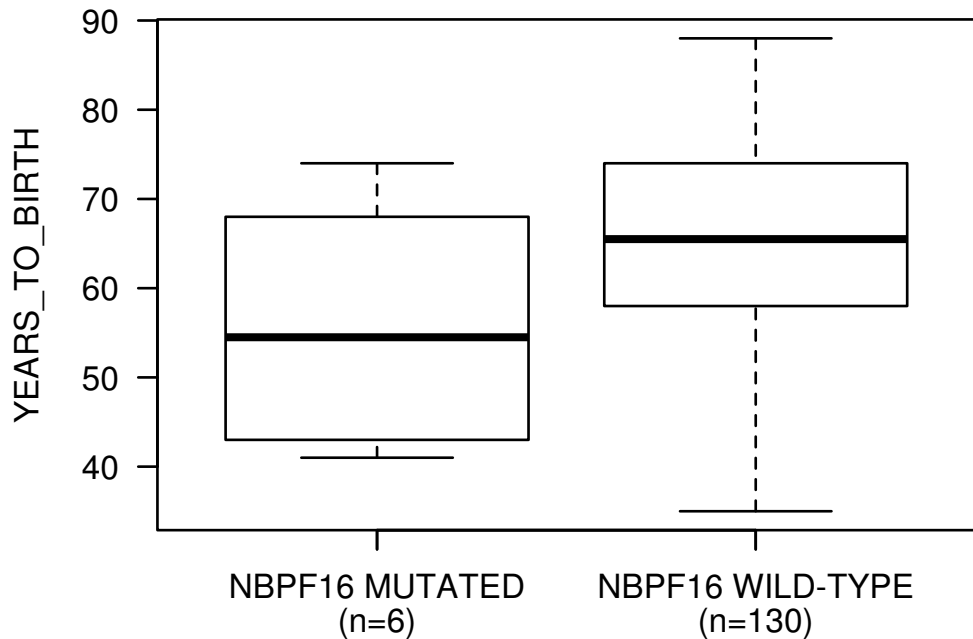 YEARS_TO_BIRTH
90
80
70
60
50
40
NBPF16 MUTATED
(n=6)
NBPF16 WILD-TYPE
(n=130)